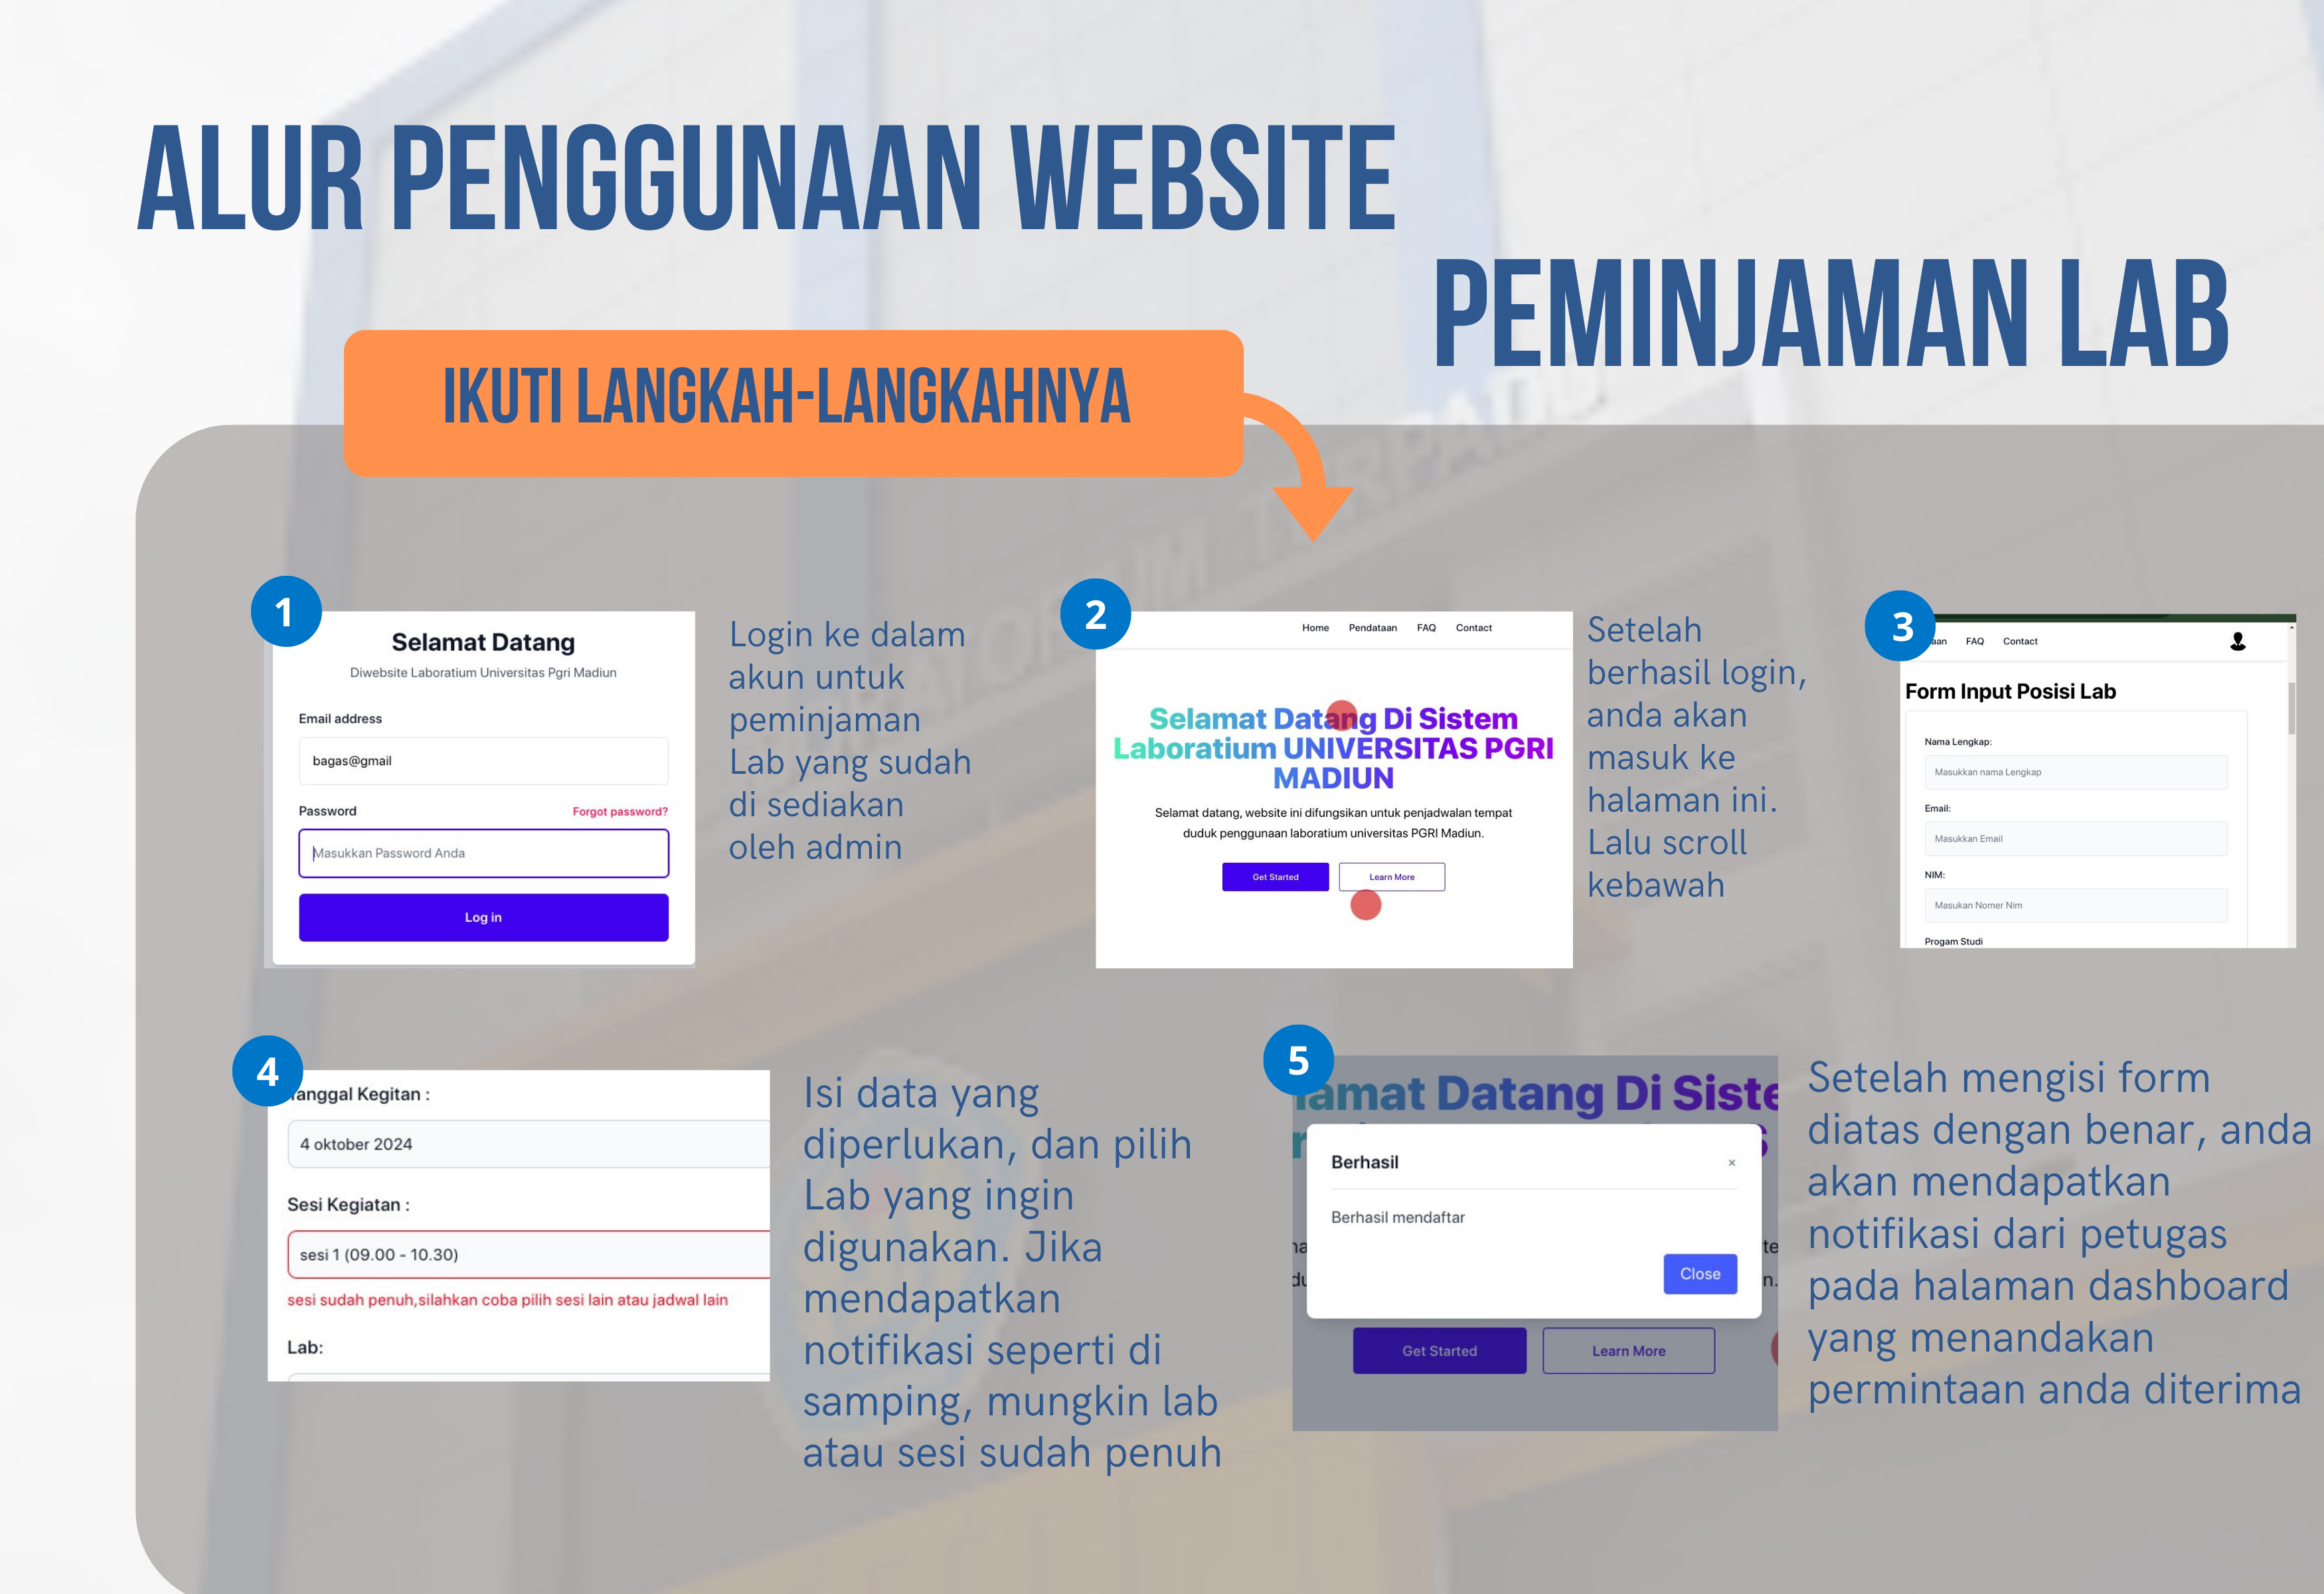 ALUR PENGGUNAAN WEBSITE
PEMINJAMAN LAB
IKUTI LANGKAH-LANGKAHNYA
1
Selamat Datang
Diwebsite Laboratium Universitas Pgri Madiun
Email address
bagas@gmail
Password
Forgot password?
Masukkan Password Anda
Log in
Login ke dalam
akun untuk
peminjaman
Lab yang sudah
di sediakan
oleh admin
2
Home Pendataan FAQ Contact
Selamat Datang Di Sistem
Laboratium UNIVERSITAS PGRI
MADIUN
Selamat datang, website ini difungsikan untuk penjadwalan tempat
duduk penggunaan laboratium universitas PGRI Madiun.
Get Started
Learn More
Setelah
berhasil login,
anda akan
masuk ke
halaman ini.
Lalu scroll
kebawah
3
aan FAQ Contact
Form Input Posisi Lab
Nama Lengkap:
Masukkan nama Lengkap
Email:
Masukkan Email
NIM:
Masukan Nomer Nim
Progam Studi
4
anggal Kegitan :
4 oktober 2024
Sesi Kegiatan :
sesi 1 (09.00 - 10.30)
sesi sudah penuh,silahkan coba pilih sesi lain atau jadwal lain
Lab:
Isi data yang
diperlukan, dan pilih
Lab yang ingin
digunakan. Jika
mendapatkan
notifikasi seperti di
samping, mungkin lab
atau sesi sudah penuh
5
lamat Datang Di Siste
Berhasil
×
Berhasil mendaftar
Close
Get Started
Learn More
Setelah mengisi form
diatas dengan benar, anda
akan mendapatkan
notifikasi dari petugas
pada halaman dashboard
yang menandakan
permintaan anda diterima